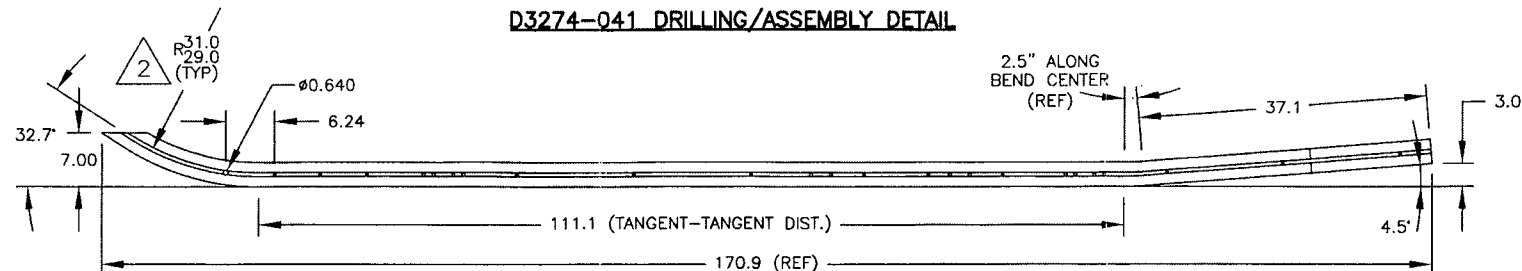 D3274-041 DRILLING/ASSEMBLY DETAIL
2
R31.0
29.0
(TYP)
ø0.640
6.24
32.7°
7.00
2.5" ALONG
BEND CENTER
(REF)
37.1
3.0
4.5°
111.1 (TANGENT-TANGENT DIST.)
170.9 (REF)